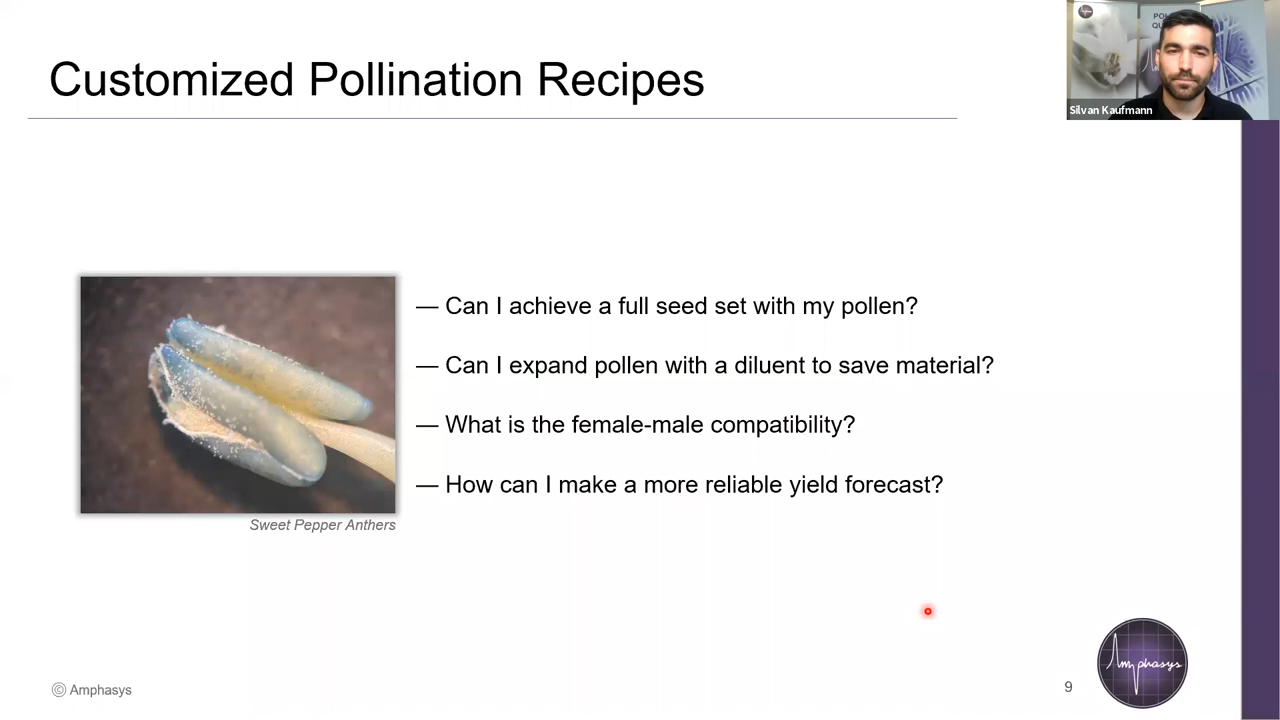 Customized Pollination Recipes
Silvan Kaufmann
— Can I achieve a full seed set with my pollen?
— Can I expand pollen with a diluent to save material?
— What is the female-male compatibility?
— How can I make a more reliable yield forecast?
Sweet Pepper Anthers
© Amphasys
9
Amphasys